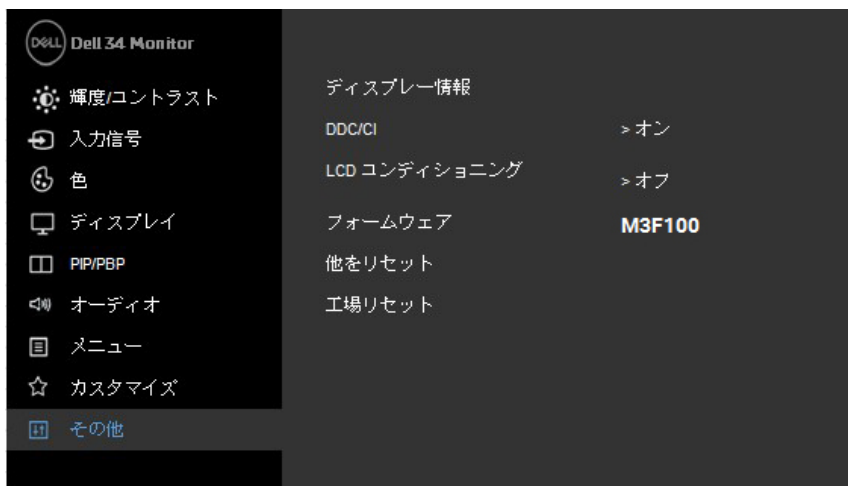 DELL Dell 34 Monitor
輝度/コントラスト
入力信号
色
ディスプレイ
PIP/PBP
オーディオ
メニュー
カスタマイズ
その他
ディスプレー情報
DDC/CI > オン
LCD コンディショニング > オフ
フォームウェア M3F100
他をリセット
工場リセット